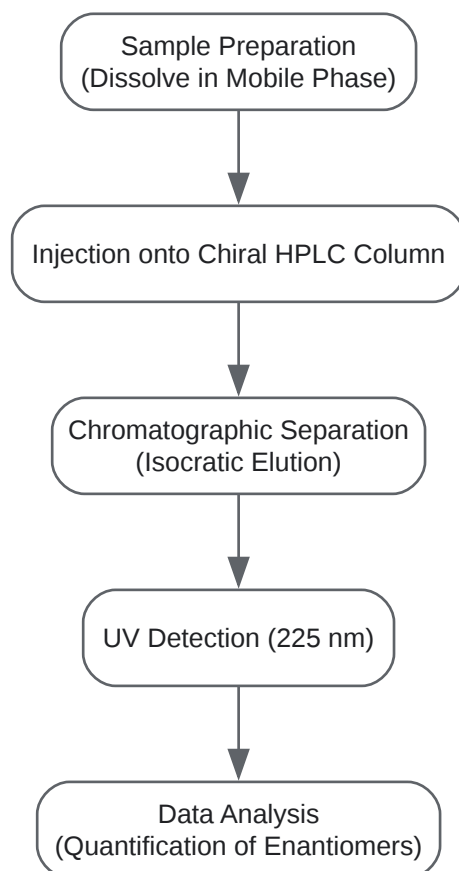 Sample Preparation
(Dissolve in Mobile Phase)
Injection onto Chiral HPLC Column
Chromatographic Separation
(Isocratic Elution)
UV Detection (225 nm)
Data Analysis
(Quantification of Enantiomers)